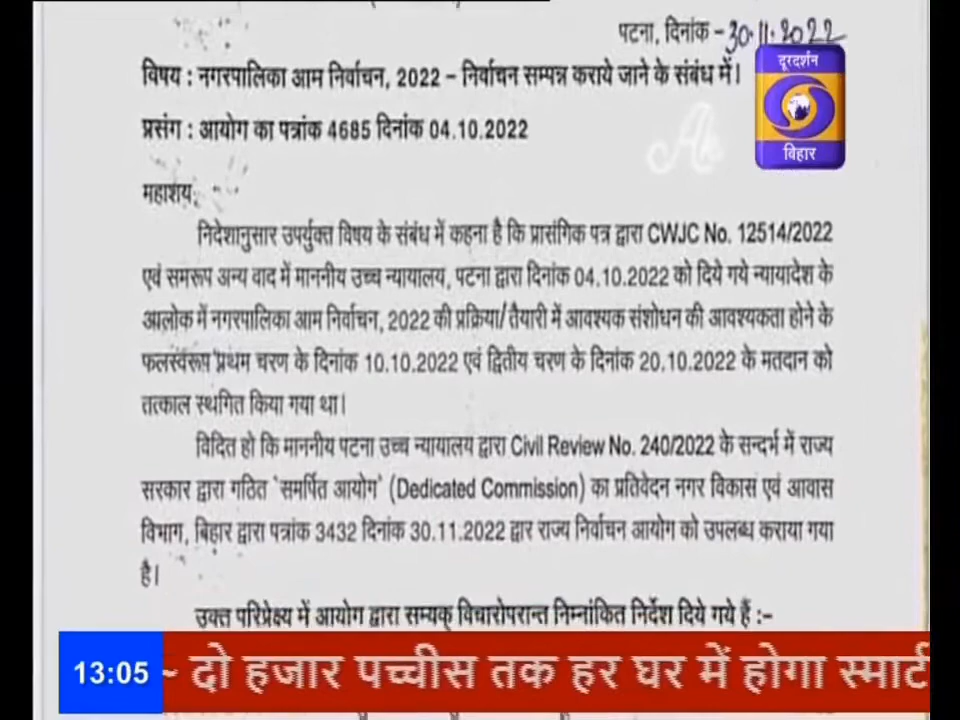 पटना, दिनांक - 30.11.2022
दूरदर्शन
बिहार
विषय : नगरपालिका आम निर्वाचन, 2022 – निर्वाचन सम्पन्न कराये जाने के संबंध में।
प्रसंग : आयोग का पत्रांक 4685 दिनांक 04.10.2022
महाशय,
निदेशानुसार उपर्युक्त विषय के संबंध में कहना है कि प्रासंगिक पत्र द्वारा CWJC No. 12514/2022
एवं समरूप अन्य वाद में माननीय उच्च न्यायालय, पटना द्वारा दिनांक 04.10.2022 को दिये गये न्यायादेश के
आलोक में नगरपालिका आम निर्वाचन, 2022 की प्रक्रिया/तैयारी में आवश्यक संशोधन की आवश्यकता होने के
फलस्वरूप प्रथम चरण के दिनांक 10.10.2022 एवं द्वितीय चरण के दिनांक 20.10.2022 के मतदान को
तत्काल स्थगित किया गया था।
विदित हो कि माननीय पटना उच्च न्यायालय द्वारा Civil Review No. 240/2022 के सन्दर्भ में राज्य
सरकार द्वारा गठित 'समर्पित आयोग' (Dedicated Commission) का प्रतिवेदन नगर विकास एवं आवास
विभाग, बिहार द्वारा पत्रांक 3432 दिनांक 30.11.2022 द्वार राज्य निर्वाचन आयोग को उपलब्ध कराया गया
है।
उक्त परिप्रेक्ष्य में आयोग द्वारा सम्यक् विचारोपरान्त निम्नांकित निर्देश दिये गये हैं :-
13:05 - दो हजार पच्चीस तक हर घर में होगा स्मार्ट